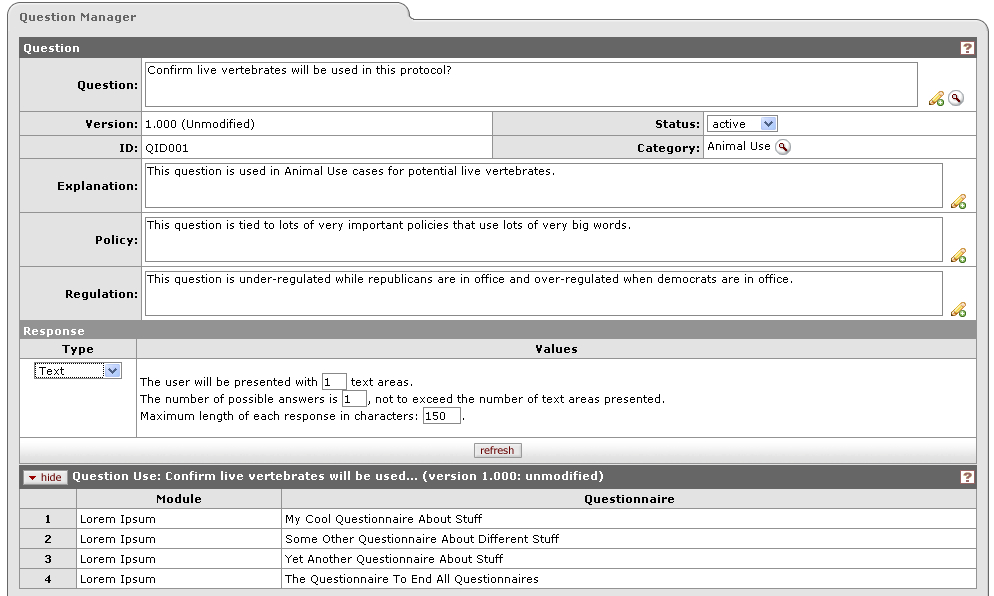 Question Manager
Question ?
Question: Confirm live vertebrates will be used in this protocol?
Version: 1.000 (Unmodified) Status: active
ID: QID001 Category: Animal Use
Explanation: This question is used in Animal Use cases for potential live vertebrates.
Policy: This question is tied to lots of very important policies that use lots of very big words.
Regulation: This question is under-regulated while republicans are in office and over-regulated when democrats are in office.
Response
Type Values
Text
The user will be presented with 1 text areas.
The number of possible answers is 1, not to exceed the number of text areas presented.
Maximum length of each response in characters: 150.
refresh
hide Question Use: Confirm live vertebrates will be used... (version 1.000: unmodified) ?
Module Questionnaire
1 Lorem Ipsum My Cool Questionnaire About Stuff
2 Lorem Ipsum Some Other Questionnaire About Different Stuff
3 Lorem Ipsum Yet Another Questionnaire About Stuff
4 Lorem Ipsum The Questionnaire To End All Questionnaires